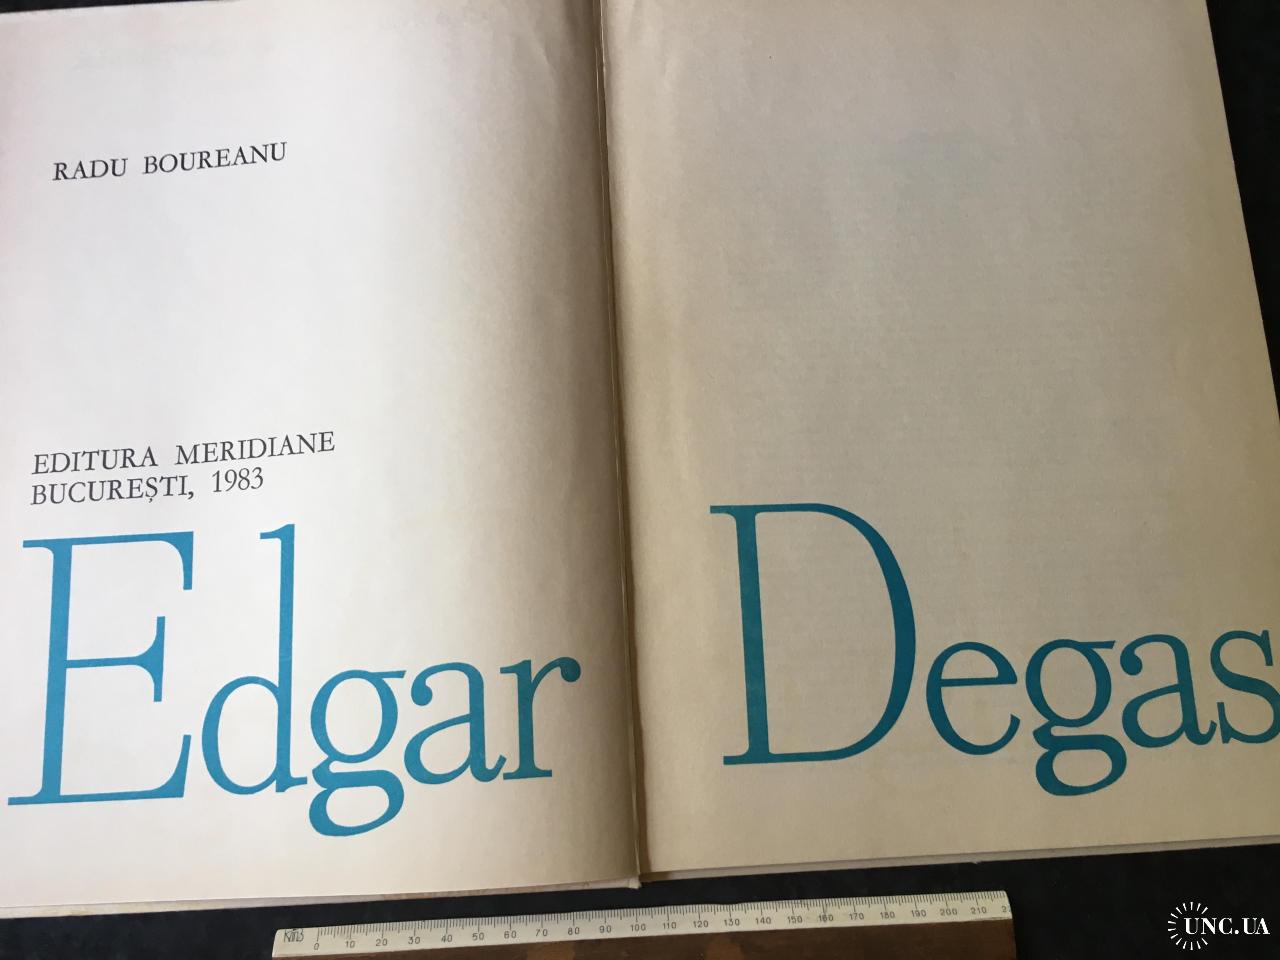 RADU BOUREANU
EDITURA MERIDIANE
BUCUREȘTI, 1983
Edgar Degas
0 10 20 30 40 50 60 70 80 90 100 110 120 130 140 150 160 170 180 190 200 210
UNC.UA